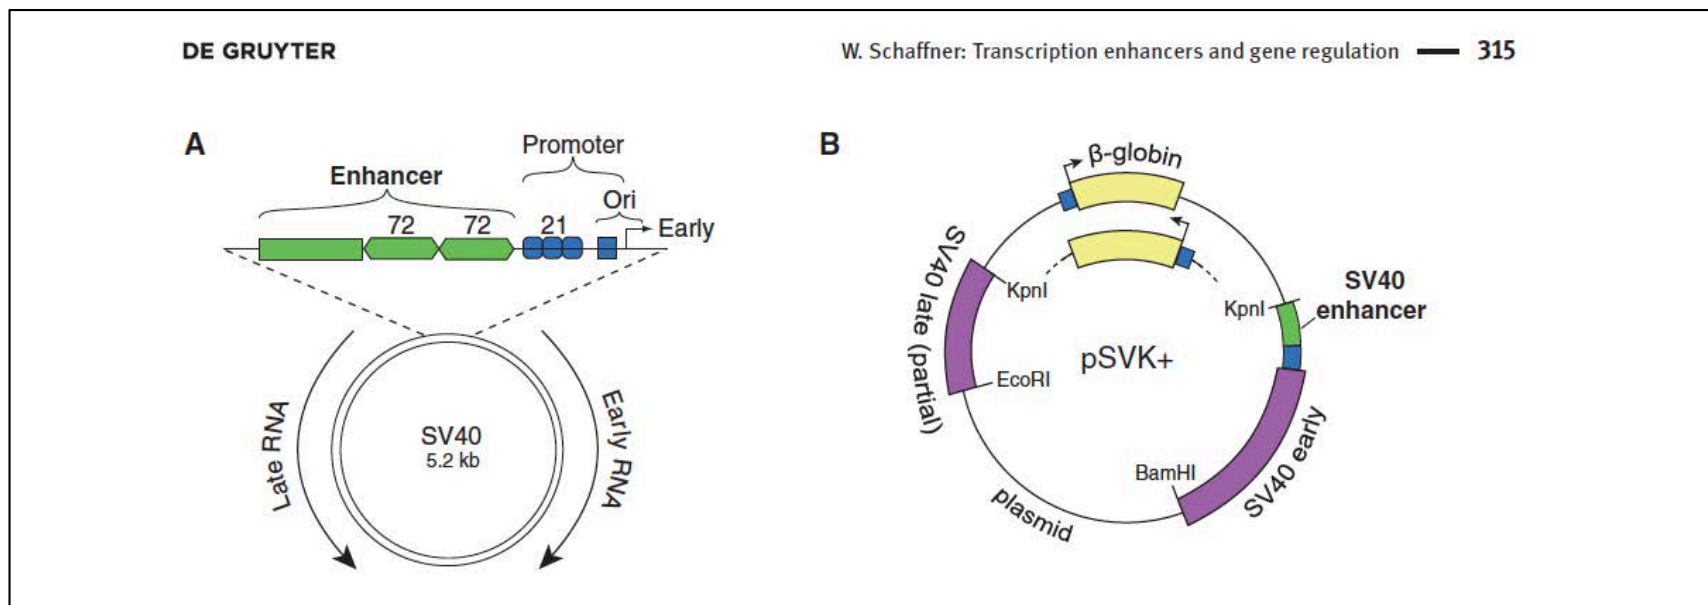 DE GRUYTER
W. Schaffner: Transcription enhancers and gene regulation — 315
A
Promoter
Enhancer
Ori
72
72
21
Early
Late RNA
SV40
5.2 kb
Early RNA
B
β-globin
SV40 late (partial)
KpnI
KpnI
SV40
enhancer
pSVK+
EcoRI
BamHI
SV40 early
plasmid